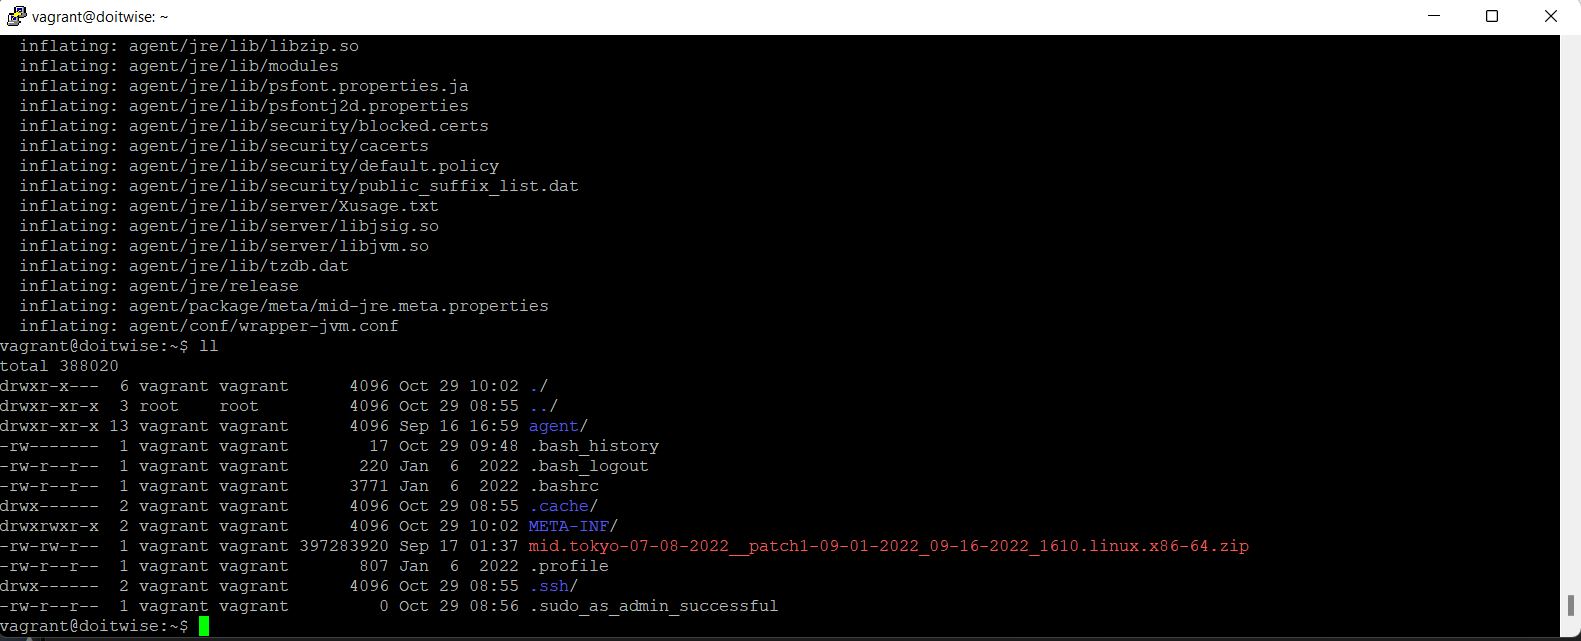 vagrant@doitwise: ~
  inflating: agent/jre/lib/libzip.so
  inflating: agent/jre/lib/modules
  inflating: agent/jre/lib/psfont.properties.ja
  inflating: agent/jre/lib/psfontj2d.properties
  inflating: agent/jre/lib/security/blocked.certs
  inflating: agent/jre/lib/security/cacerts
  inflating: agent/jre/lib/security/default.policy
  inflating: agent/jre/lib/security/public_suffix_list.dat
  inflating: agent/jre/lib/server/Xusage.txt
  inflating: agent/jre/lib/server/libjsig.so
  inflating: agent/jre/lib/server/libjvm.so
  inflating: agent/jre/lib/tzdb.dat
  inflating: agent/jre/release
  inflating: agent/package/meta/mid-jre.meta.properties
  inflating: agent/conf/wrapper-jvm.conf
vagrant@doitwise:~$ ll
total 388020
drwxr-x---  6 vagrant vagrant      4096 Oct 29 10:02 ./
drwxr-xr-x  3 root    root         4096 Oct 29 08:55 ../
drwxr-xr-x 13 vagrant vagrant      4096 Sep 16 16:59 agent/
-rw-------  1 vagrant vagrant        17 Oct 29 09:48 .bash_history
-rw-r--r--  1 vagrant vagrant       220 Jan  6  2022 .bash_logout
-rw-r--r--  1 vagrant vagrant      3771 Jan  6  2022 .bashrc
drwx------  2 vagrant vagrant      4096 Oct 29 08:55 .cache/
drwxrwxr-x  2 vagrant vagrant      4096 Oct 29 10:02 META-INF/
-rw-rw-r--  1 vagrant vagrant 397283920 Sep 17 01:37 mid.tokyo-07-08-2022__patch1-09-01-2022_09-16-2022_1610.linux.x86-64.zip
-rw-r--r--  1 vagrant vagrant       807 Jan  6  2022 .profile
drwx------  2 vagrant vagrant      4096 Oct 29 08:55 .ssh/
-rw-r--r--  1 vagrant vagrant         0 Oct 29 08:56 .sudo_as_admin_successful
vagrant@doitwise:~$